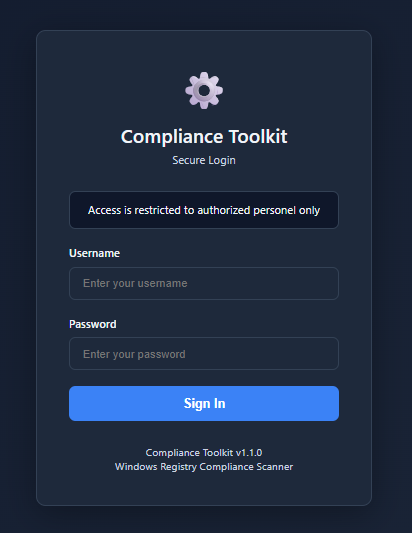 Compliance Toolkit
Secure Login
Access is restricted to authorized personel only
Username
Enter your username
Password
Enter your password
Sign In
Compliance Toolkit v1.1.0
Windows Registry Compliance Scanner